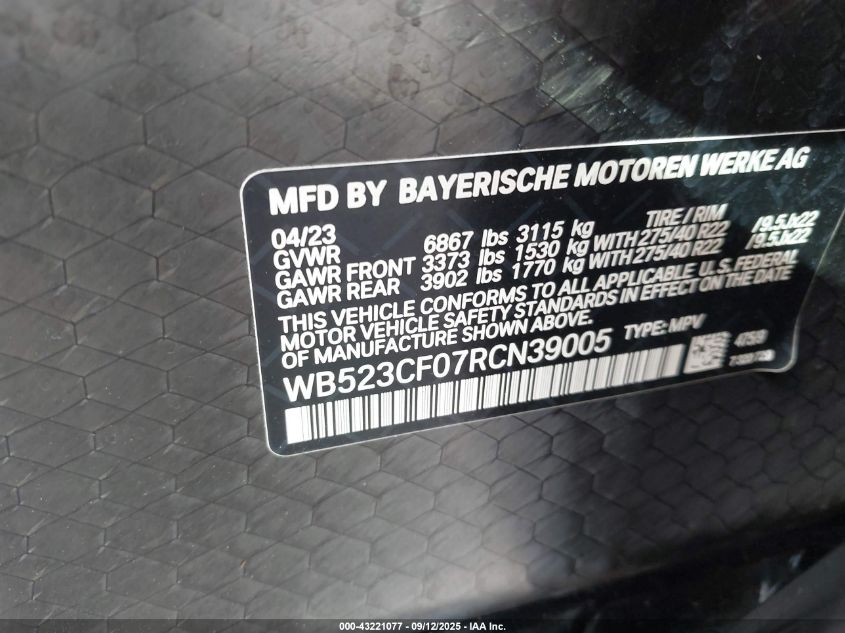 MFD BY BAYERISCHE MOTOREN WERKE AG
04/23 TIRE / RIM
GVWR 6867 lbs 3115 kg
GAWR FRONT 3373 lbs 1530 kg WITH 275/40 R22 /9.5Jx22
GAWR REAR 3902 lbs 1770 kg WITH 275/40 R22 /9.5Jx22
THIS VEHICLE CONFORMS TO ALL APPLICABLE U.S. FEDERAL
MOTOR VEHICLE SAFETY STANDARDS IN EFFECT ON THE DATE
OF MANUFACTURE SHOWN ABOVE.
WB523CF07RCN39005 TYPE: MPV
000-43221077 - 09/12/2025 - IAA Inc.